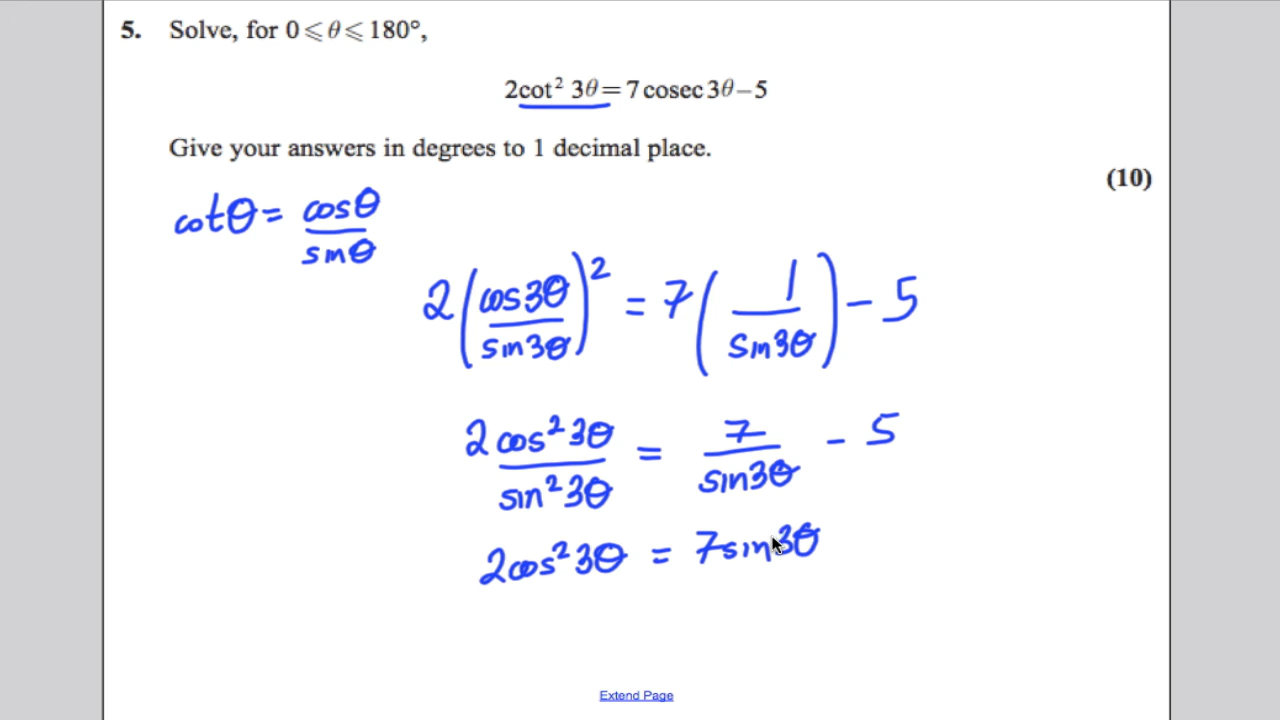 5. Solve, for 0 ⩽ θ ⩽ 180°,
2cot² 3θ = 7 cosec 3θ – 5
Give your answers in degrees to 1 decimal place.
(10)
cotθ = cosθ/sinθ
2(cos3θ/sin3θ)² = 7(1/sin3θ) - 5
2cos²3θ/sin²3θ = 7/sin3θ - 5
2cos²3θ = 7sin3θ
Extend Page